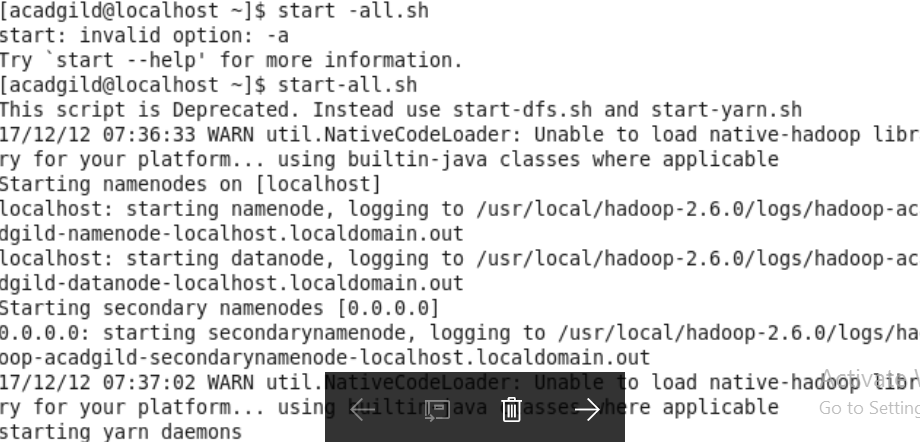 [acadgild@localhost ~]$ start -all.sh
start: invalid option: -a
Try `start --help' for more information.
[acadgild@localhost ~]$ start-all.sh
This script is Deprecated. Instead use start-dfs.sh and start-yarn.sh
17/12/12 07:36:33 WARN util.NativeCodeLoader: Unable to load native-hadoop libr
ry for your platform... using builtin-java classes where applicable
Starting namenodes on [localhost]
localhost: starting namenode, logging to /usr/local/hadoop-2.6.0/logs/hadoop-ac
dgild-namenode-localhost.localdomain.out
localhost: starting datanode, logging to /usr/local/hadoop-2.6.0/logs/hadoop-ac
dgild-datanode-localhost.localdomain.out
Starting secondary namenodes [0.0.0.0]
0.0.0.0: starting secondarynamenode, logging to /usr/local/hadoop-2.6.0/logs/ha
oop-acadgild-secondarynamenode-localhost.localdomain.out
17/12/12 07:37:02 WARN util.NativeCodeLoader: Unable to load native-hadoop libr
ry for your platform... using builtin-java classes where applicable
starting yarn daemons
Activate W
Go to Setting